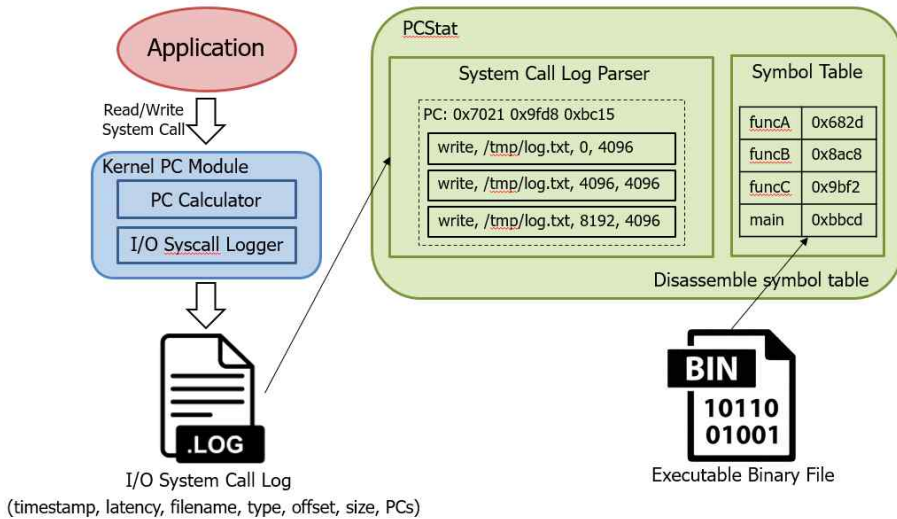 Application
Read/Write
System Call
Kernel PC Module
PC Calculator
I/O Syscall Logger
.LOG
I/O System Call Log
(timestamp, latency, filename, type, offset, size, PCs)
PCStat
System Call Log Parser
PC: 0x7021 0x9fd8 0xbc15
write, /tmp/log.txt, 0, 4096
write, /tmp/log.txt, 4096, 4096
write, /tmp/log.txt, 8192, 4096
Symbol Table
funcA 0x682d
funcB 0x8ac8
funcC 0x9bf2
main 0xbbcd
Disassemble symbol table
BIN
10110
01001
Executable Binary File